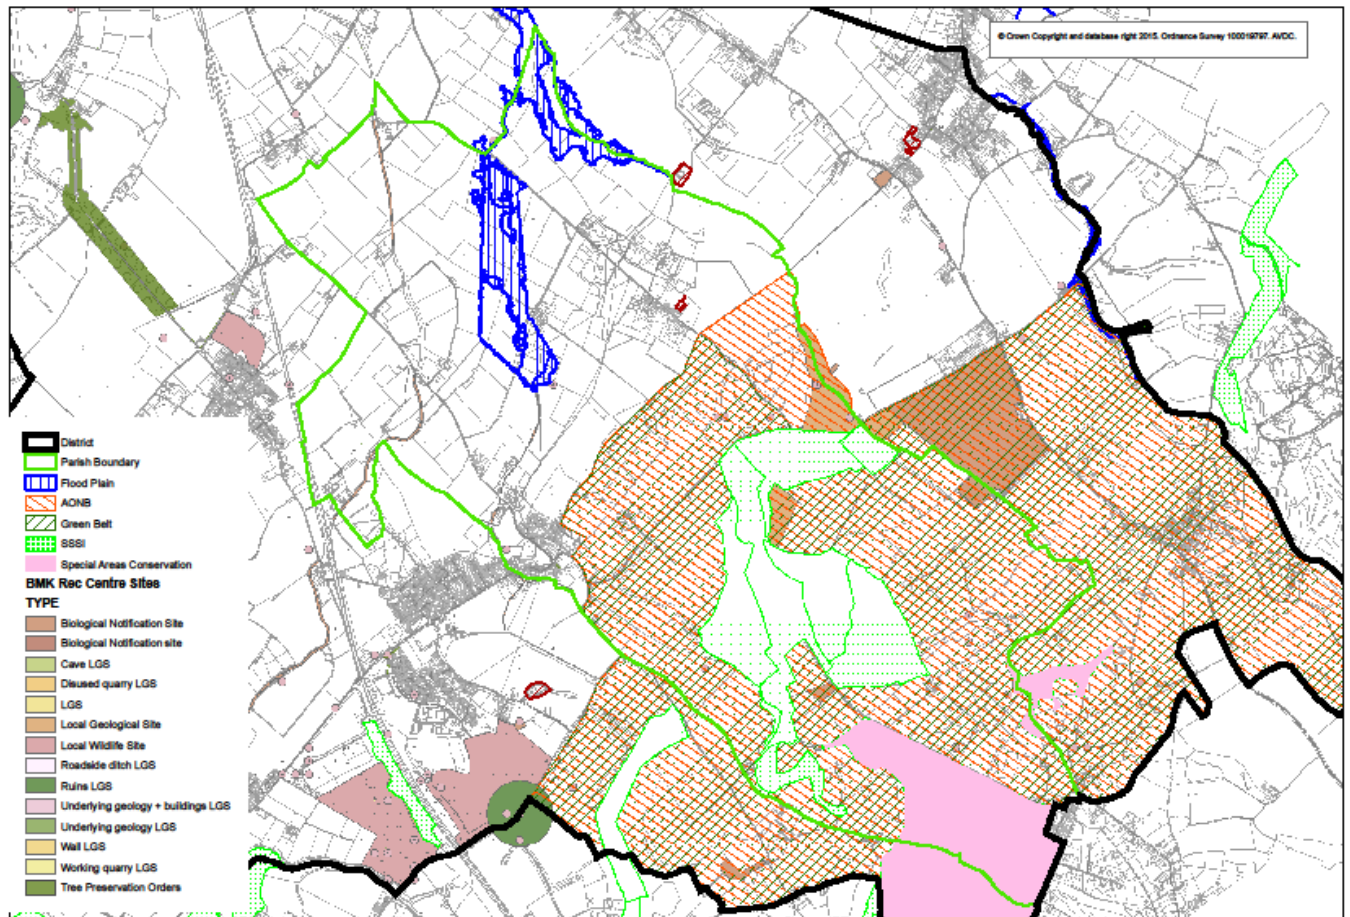 © Crown Copyright and database right 2015. Ordnance Survey 100019797. AVDC.
District
Parish Boundary
Flood Plain
AONB
Green Belt
SSSI
Special Areas Conservation
BMK Rec Centre Sites
TYPE
Biological Notification Site
Biological Notification site
Cave LGS
Disused quarry LGS
LGS
Local Geological Site
Local Wildlife Site
Roadside ditch LGS
Ruins LGS
Underlying geology + buildings LGS
Underlying geology LGS
Wall LGS
Working quarry LGS
Tree Preservation Orders